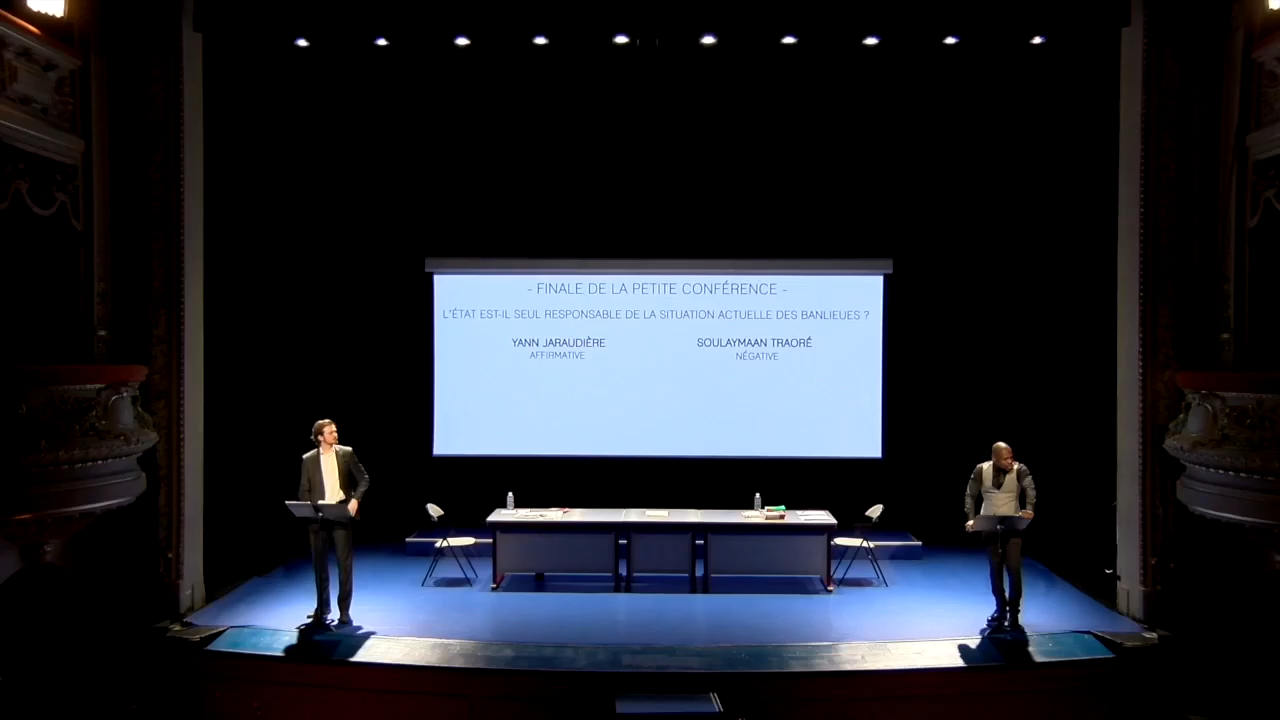 - FINALE DE LA PETITE CONFÉRENCE -
L'ÉTAT EST-IL SEUL RESPONSABLE DE LA SITUATION ACTUELLE DES BANLIEUES ?
YANN JARAUDIÈRE
AFFIRMATIVE
SOULAYMAAN TRAORÉ
NÉGATIVE